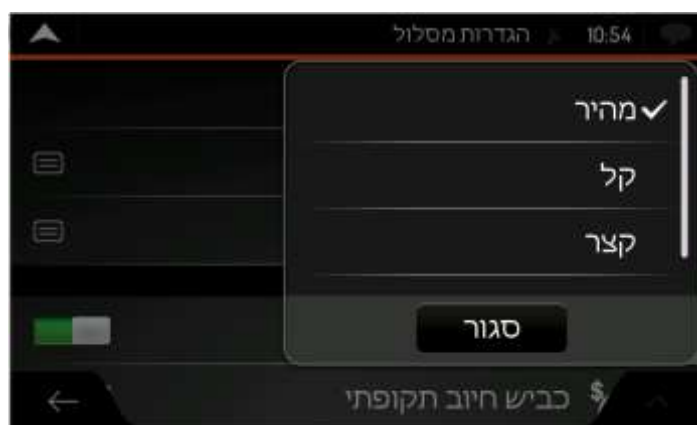 הגדרות מסלול 10:54
מהיר
קל
קצר
סגור
כביש חיוב תקופתי